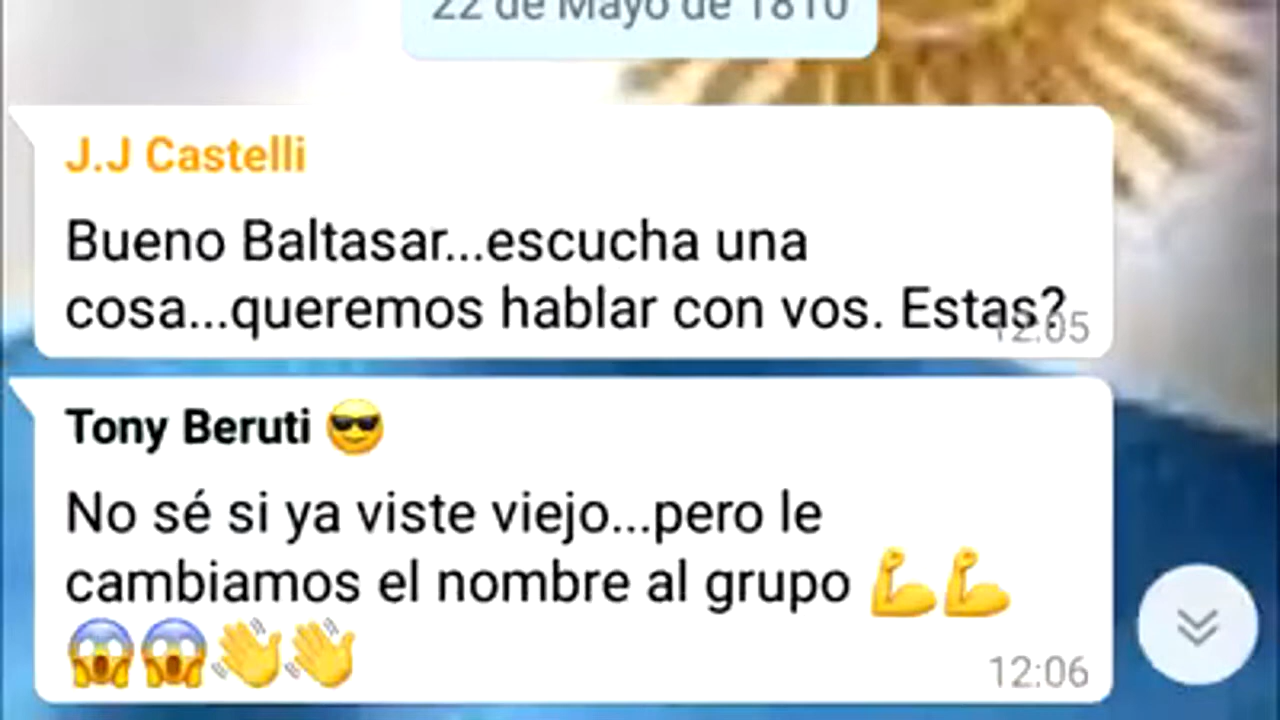 22 de Mayo de 1810
J.J Castelli
Bueno Baltasar...escucha una
cosa...queremos hablar con vos. Estas?
12:05
Tony Beruti 😎
No sé si ya viste viejo...pero le
cambiamos el nombre al grupo 💪💪
😱😱👋👋
12:06